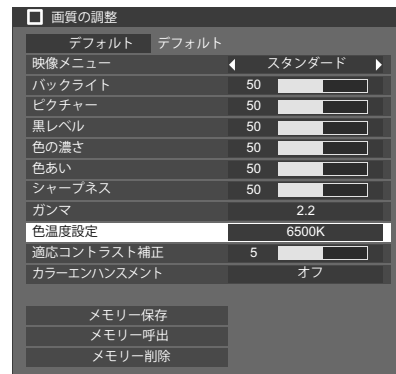 画質の調整
デフォルト デフォルト
映像メニュー スタンダード
バックライト 50
ピクチャー 50
黒レベル 50
色の濃さ 50
色あい 50
シャープネス 50
ガンマ 2.2
色温度設定 6500K
適応コントラスト補正 5
カラーエンハンスメント オフ
メモリー保存
メモリー呼出
メモリー削除